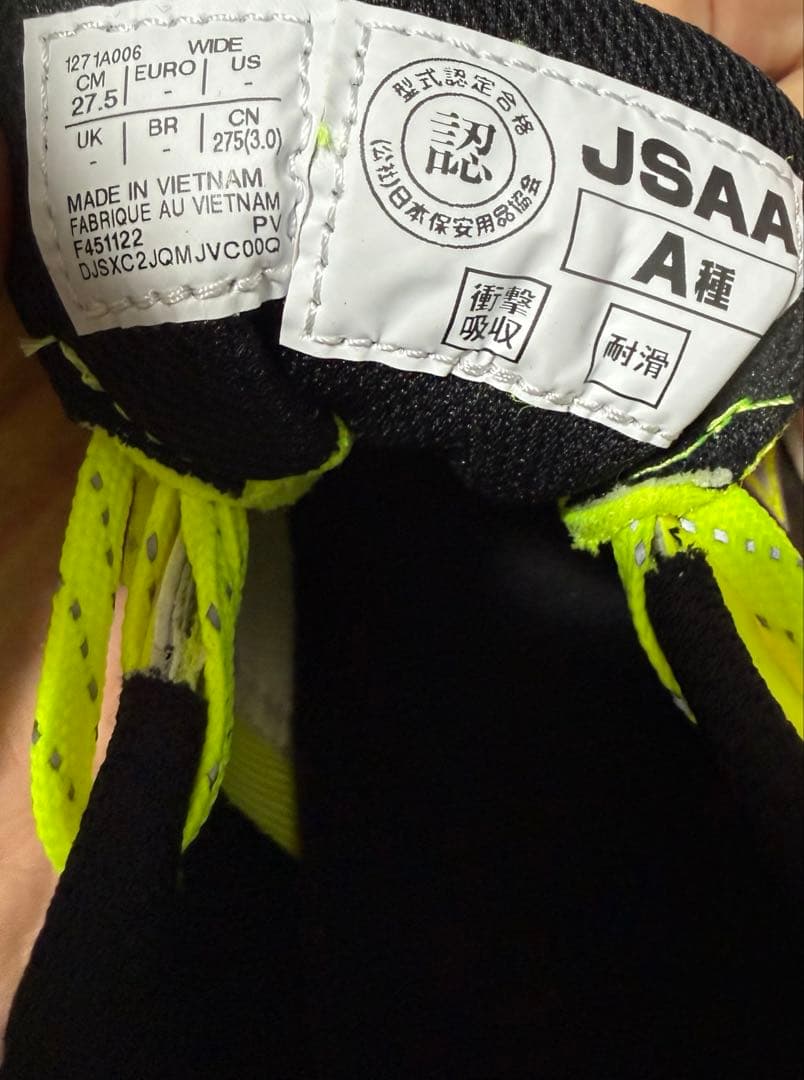 1271A006 WIDE
CM EURO US
27.5 - -
UK BR CN
- - 275(3.0)
MADE IN VIETNAM
FABRIQUE AU VIETNAM
F451122 PV
DJSXC2JQMJVC00Q
型式認定合格
認
(公社)日本保安用品協会
JSAA
A種
衝撃
吸収
耐滑